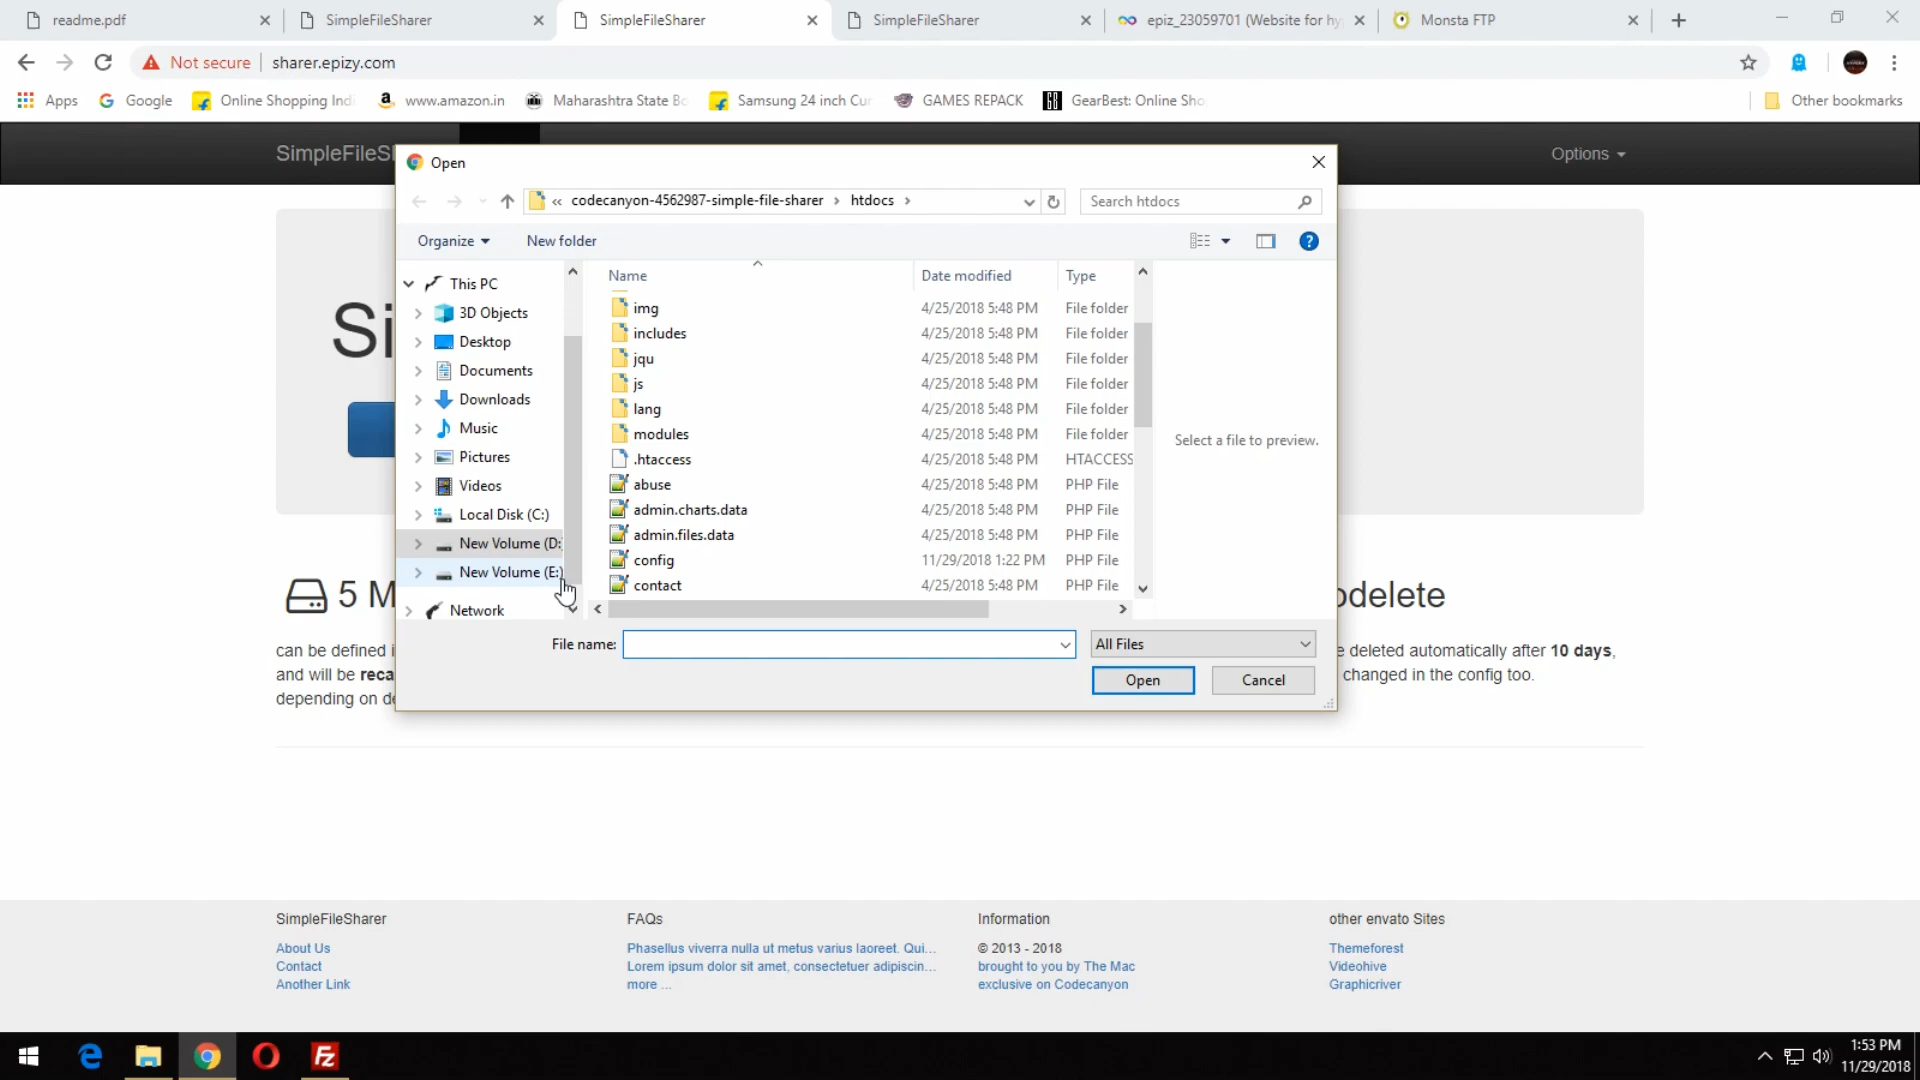 readme.pdf
SimpleFileSharer
SimpleFileSharer
SimpleFileSharer
epiz_23059701 (Website for hy
Monsta FTP
Not secure
sharer.epizy.com
Apps
Google
Online Shopping Indi
www.amazon.in
Maharashtra State Bo
Samsung 24 inch Cur
GAMES REPACK
GearBest: Online Sho
Other bookmarks
SimpleFileSh
Options
Open
« codecanyon-4562987-simple-file-sharer › htdocs ›
Search htdocs
Organize
New folder
This PC
3D Objects
Desktop
Documents
Downloads
Music
Pictures
Videos
Local Disk (C:)
New Volume (D:
New Volume (E:)
Network
Name Date modified Type
img 4/25/2018 5:48 PM File folder
includes 4/25/2018 5:48 PM File folder
jqu 4/25/2018 5:48 PM File folder
js 4/25/2018 5:48 PM File folder
lang 4/25/2018 5:48 PM File folder
modules 4/25/2018 5:48 PM File folder
.htaccess 4/25/2018 5:48 PM HTACCESS
abuse 4/25/2018 5:48 PM PHP File
admin.charts.data 4/25/2018 5:48 PM PHP File
admin.files.data 4/25/2018 5:48 PM PHP File
config 11/29/2018 1:22 PM PHP File
contact 4/25/2018 5:48 PM PHP File
Select a file to preview.
File name:
All Files
Open
Cancel
Si
5 M
can be defined i
and will be reca
depending on de
odelete
e deleted automatically after 10 days,
changed in the config too.
SimpleFileSharer
About Us
Contact
Another Link
FAQs
Phasellus viverra nulla ut metus varius laoreet. Qui...
Lorem ipsum dolor sit amet, consectetuer adipiscin...
more ...
Information
© 2013 - 2018
brought to you by The Mac
exclusive on Codecanyon
other envato Sites
Themeforest
Videohive
Graphicriver
1:53 PM
11/29/2018